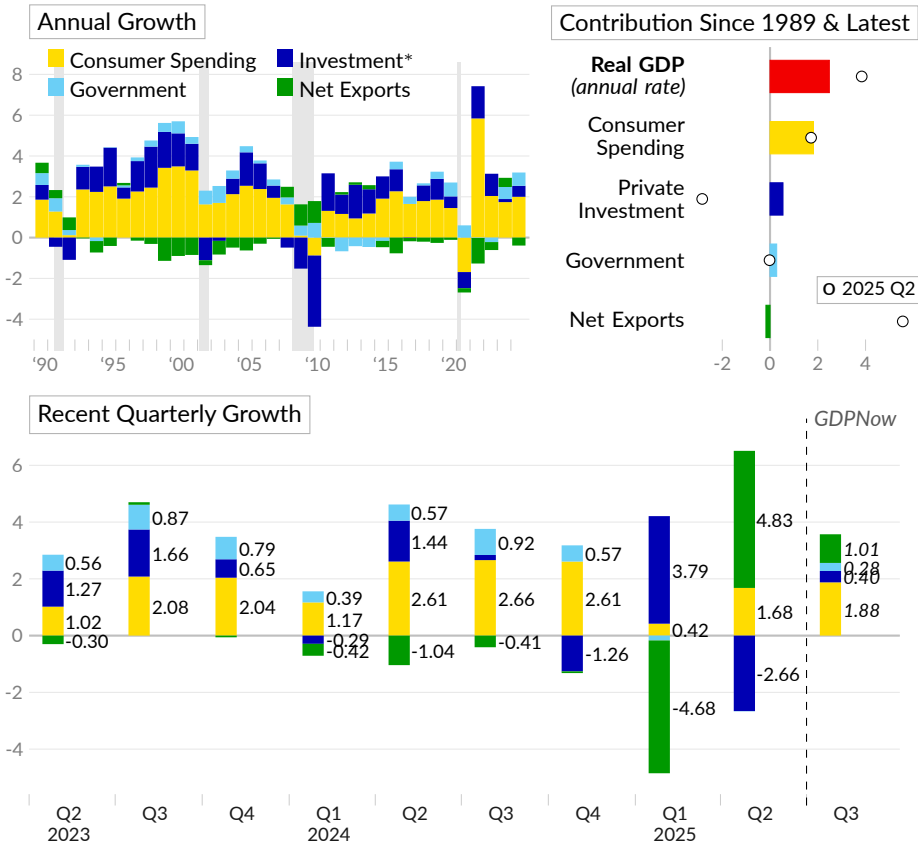 Annual Growth
Consumer Spending
Investment*
Government
Net Exports
8
6
4
2
0
-2
-4
'90
'95
'00
'05
'10
'15
'20
Contribution Since 1989 & Latest
Real GDP
(annual rate)
Consumer
Spending
Private
Investment
Government
Net Exports
o 2025 Q2
-2
0
2
4
Recent Quarterly Growth
GDPNow
6
4
2
0
-2
-4
0.56
1.27
1.02
-0.30
0.87
1.66
2.08
0.79
0.65
2.04
0.39
1.17
-0.29
-0.42
0.57
1.44
2.61
-1.04
0.92
2.66
-0.41
0.57
2.61
-1.26
3.79
0.42
-4.68
4.83
1.68
-2.66
1.01
0.28
0.40
1.88
Q2
2023
Q3
Q4
Q1
2024
Q2
Q3
Q4
Q1
2025
Q2
Q3